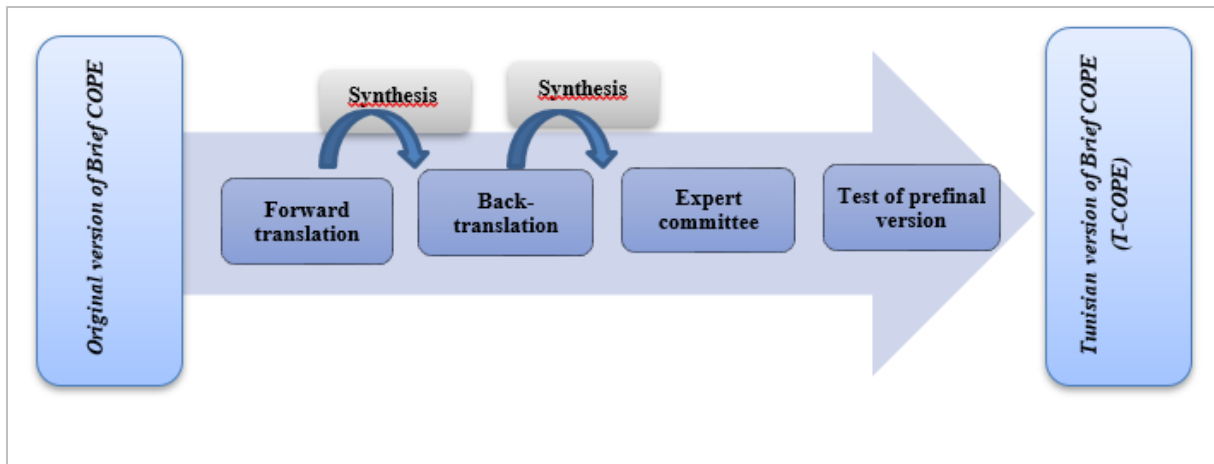 Original version of Brief COPE
Synthesis
Synthesis
Forward
translation
Back-
translation
Expert
committee
Test of prefinal
version
Tunisian version of Brief COPE
(T-COPE)